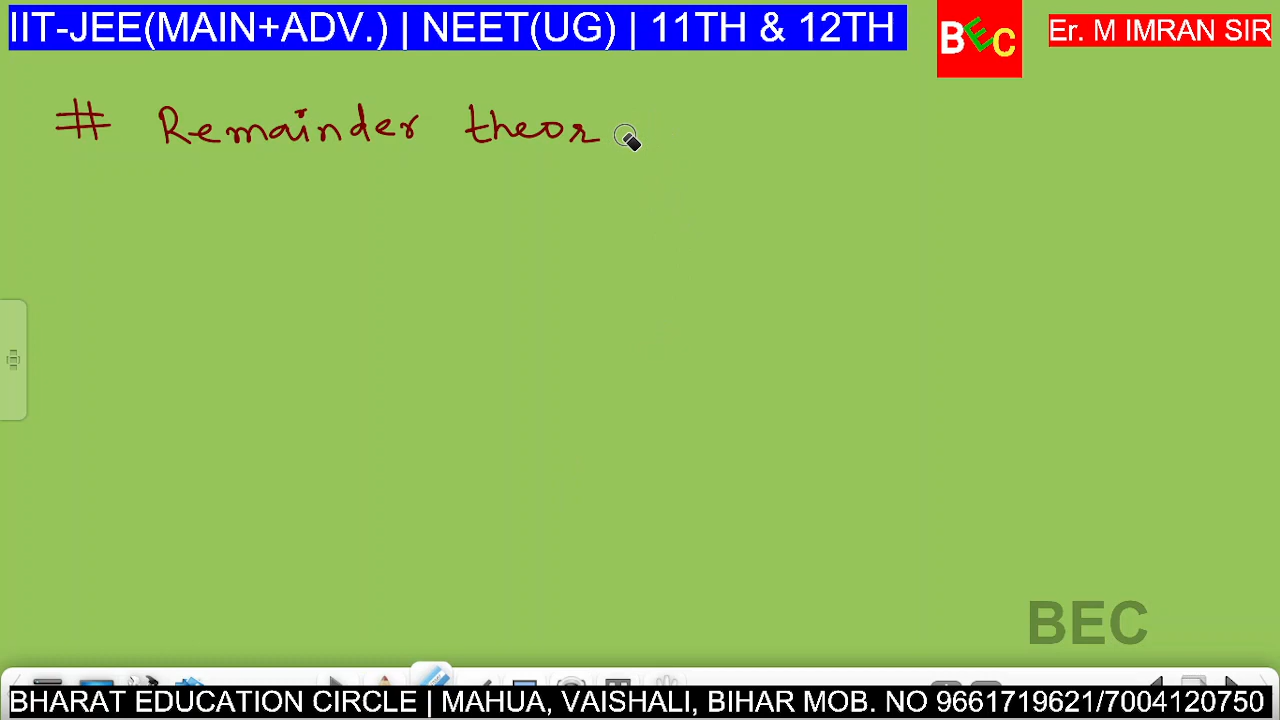 IIT-JEE(MAIN+ADV.) | NEET(UG) | 11TH & 12TH
BEC
Er. M IMRAN SIR
# Remainder theor
BEC
BHARAT EDUCATION CIRCLE | MAHUA, VAISHALI, BIHAR MOB. NO 9661719621/7004120750